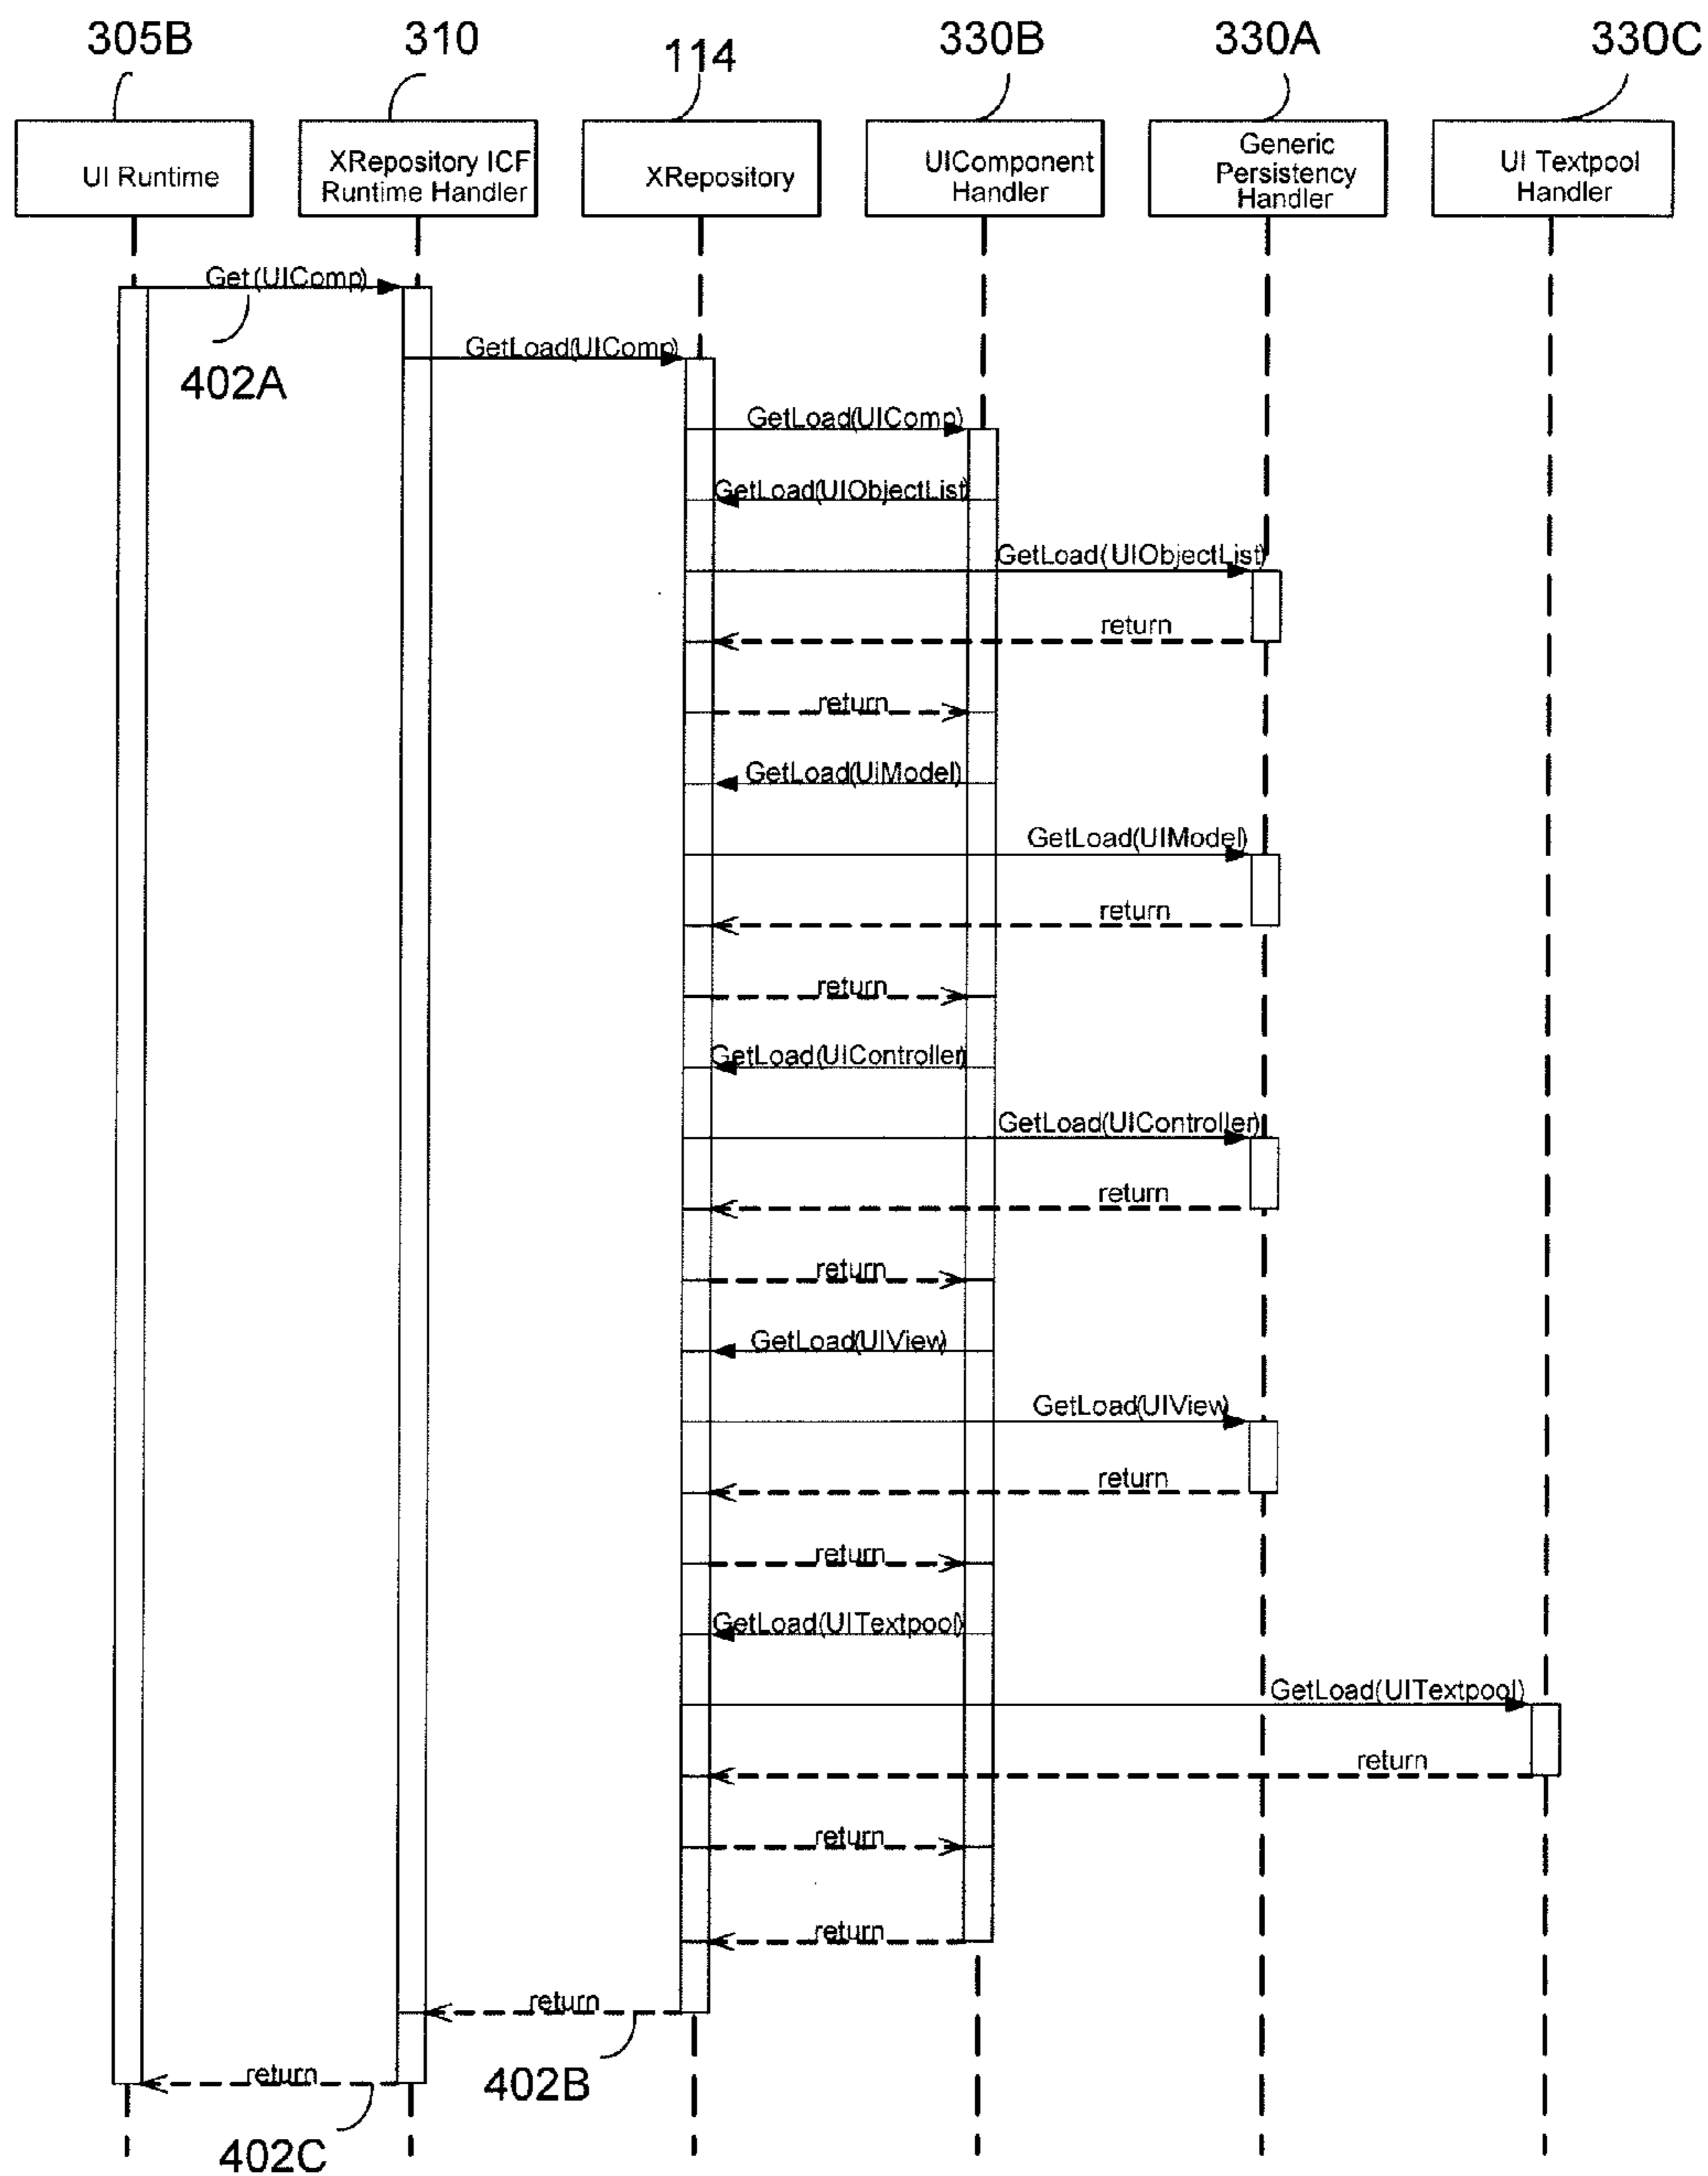 305B
310
114
330B
330A
330C
UI Runtime
XRepository ICF
Runtime Handler
XRepository
UIComponent
Handler
Generic
Persistency
Handler
UI Textpool
Handler
Get(UIComp)
402A
GetLoad(UIComp)
GetLoad(UIComp)
GetLoad(UIObjectList)
GetLoad(UIObjectList)
return
return
GetLoad(UIModel)
GetLoad(UIModel)
return
return
GetLoad(UIController)
GetLoad(UIController)
return
return
GetLoad(UIView)
GetLoad(UIView)
return
return
GetLoad(UITextpool)
GetLoad(UITextpool)
return
return
return
return
402B
return
402C